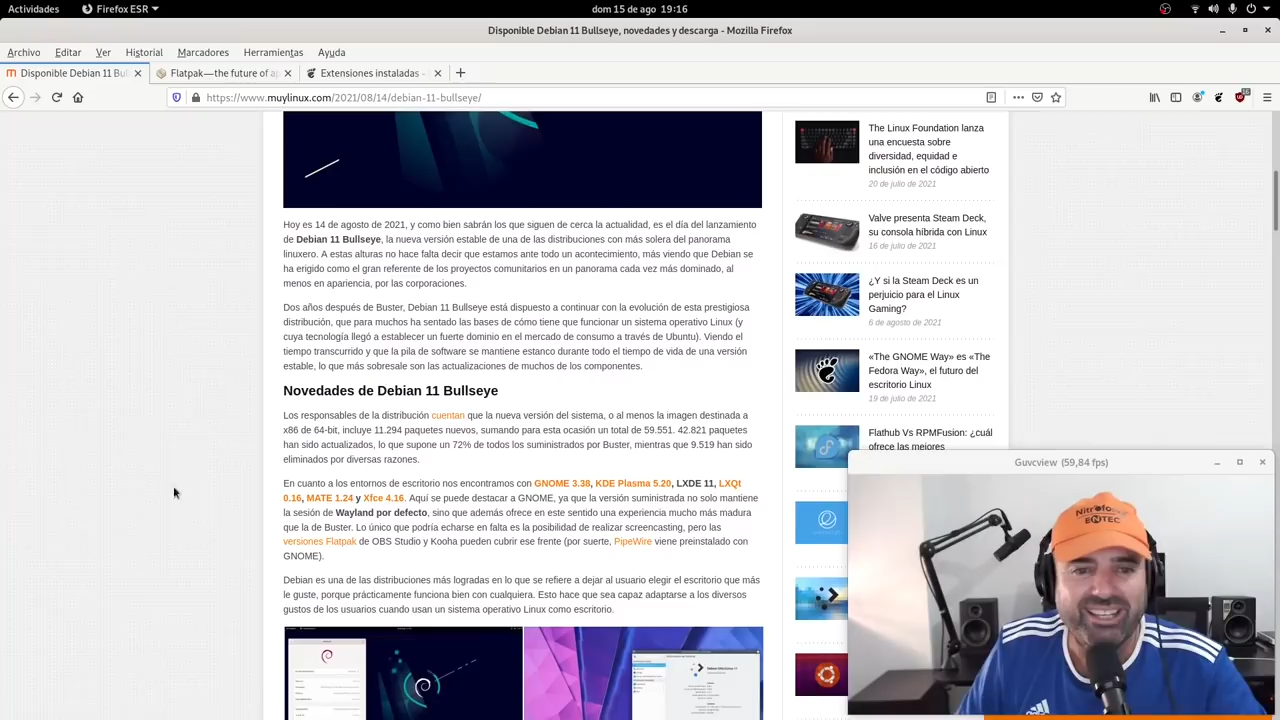 Actividades
Firefox ESR
dom 15 de ago 19:16
Disponible Debian 11 Bullseye, novedades y descarga - Mozilla Firefox
Archivo Editar Ver Historial Marcadores Herramientas Ayuda
Disponible Debian 11 Bul
Flatpak—the future of a
Extensiones instaladas -
https://www.muylinux.com/2021/08/14/debian-11-bullseye/
Hoy es 14 de agosto de 2021, y como bien sabrán los que siguen de cerca la actualidad, es el día del lanzamiento
de Debian 11 Bullseye, la nueva versión estable de una de las distribuciones con más solera del panorama
linuxero. A estas alturas no hace falta decir que estamos ante todo un acontecimiento, más viendo que Debian se
ha erigido como el gran referente de los proyectos comunitarios en un panorama cada vez más dominado, al
menos en apariencia, por las corporaciones.
Dos años después de Buster, Debian 11 Bullseye está dispuesto a continuar con la evolución de esta prestigiosa
distribución, que para muchos ha sentado las bases de cómo tiene que funcionar un sistema operativo Linux (y
cuya tecnología llegó a establecer un fuerte dominio en el mercado de consumo a través de Ubuntu). Viendo el
tiempo transcurrido y que la pila de software se mantiene estanco durante todo el tiempo de vida de una versión
estable, lo que más sobresale son las actualizaciones de muchos de los componentes.
Novedades de Debian 11 Bullseye
Los responsables de la distribución cuentan que la nueva versión del sistema, o al menos la imagen destinada a
x86 de 64-bit, incluye 11.294 paquetes nuevos, sumando para esta ocasión un total de 59.551. 42.821 paquetes
han sido actualizados, lo que supone un 72% de todos los suministrados por Buster, mientras que 9.519 han sido
eliminados por diversas razones.
En cuanto a los entornos de escritorio nos encontramos con GNOME 3.38, KDE Plasma 5.20, LXDE 11, LXQt
0.16, MATE 1.24 y Xfce 4.16. Aquí se puede destacar a GNOME, ya que la versión suministrada no solo mantiene
la sesión de Wayland por defecto, sino que además ofrece en este sentido una experiencia mucho más madura
que la de Buster. Lo único que podría echarse en falta es la posibilidad de realizar screencasting, pero las
versiones Flatpak de OBS Studio y Kooha pueden cubrir ese frente (por suerte, PipeWire viene preinstalado con
GNOME).
Debian es una de las distribuciones más logradas en lo que se refiere a dejar al usuario elegir el escritorio que más
le guste, porque prácticamente funciona bien con cualquiera. Esto hace que sea capaz adaptarse a los diversos
gustos de los usuarios cuando usan un sistema operativo Linux como escritorio.
The Linux Foundation lanza
una encuesta sobre
diversidad, equidad e
inclusión en el código abierto
20 de julio de 2021
Valve presenta Steam Deck,
su consola híbrida con Linux
16 de julio de 2021
¿Y si la Steam Deck es un
perjuicio para el Linux
Gaming?
6 de agosto de 2021
«The GNOME Way» es «The
Fedora Way», el futuro del
escritorio Linux
19 de julio de 2021
Flathub Vs RPMFusion: ¿cuál
ofrece las mejores
Guvcview (59,84 fps)
adidas